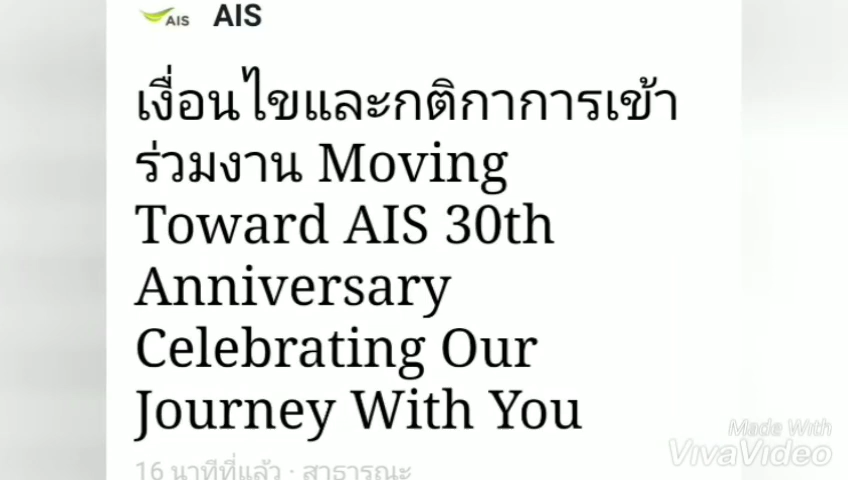 AIS AIS
เงื่อนไขและกติกาการเข้า
ร่วมงาน Moving
Toward AIS 30th
Anniversary
Celebrating Our
Journey With You
16 นาทีที่แล้ว · สาธารณะ
Made With
VivaVideo